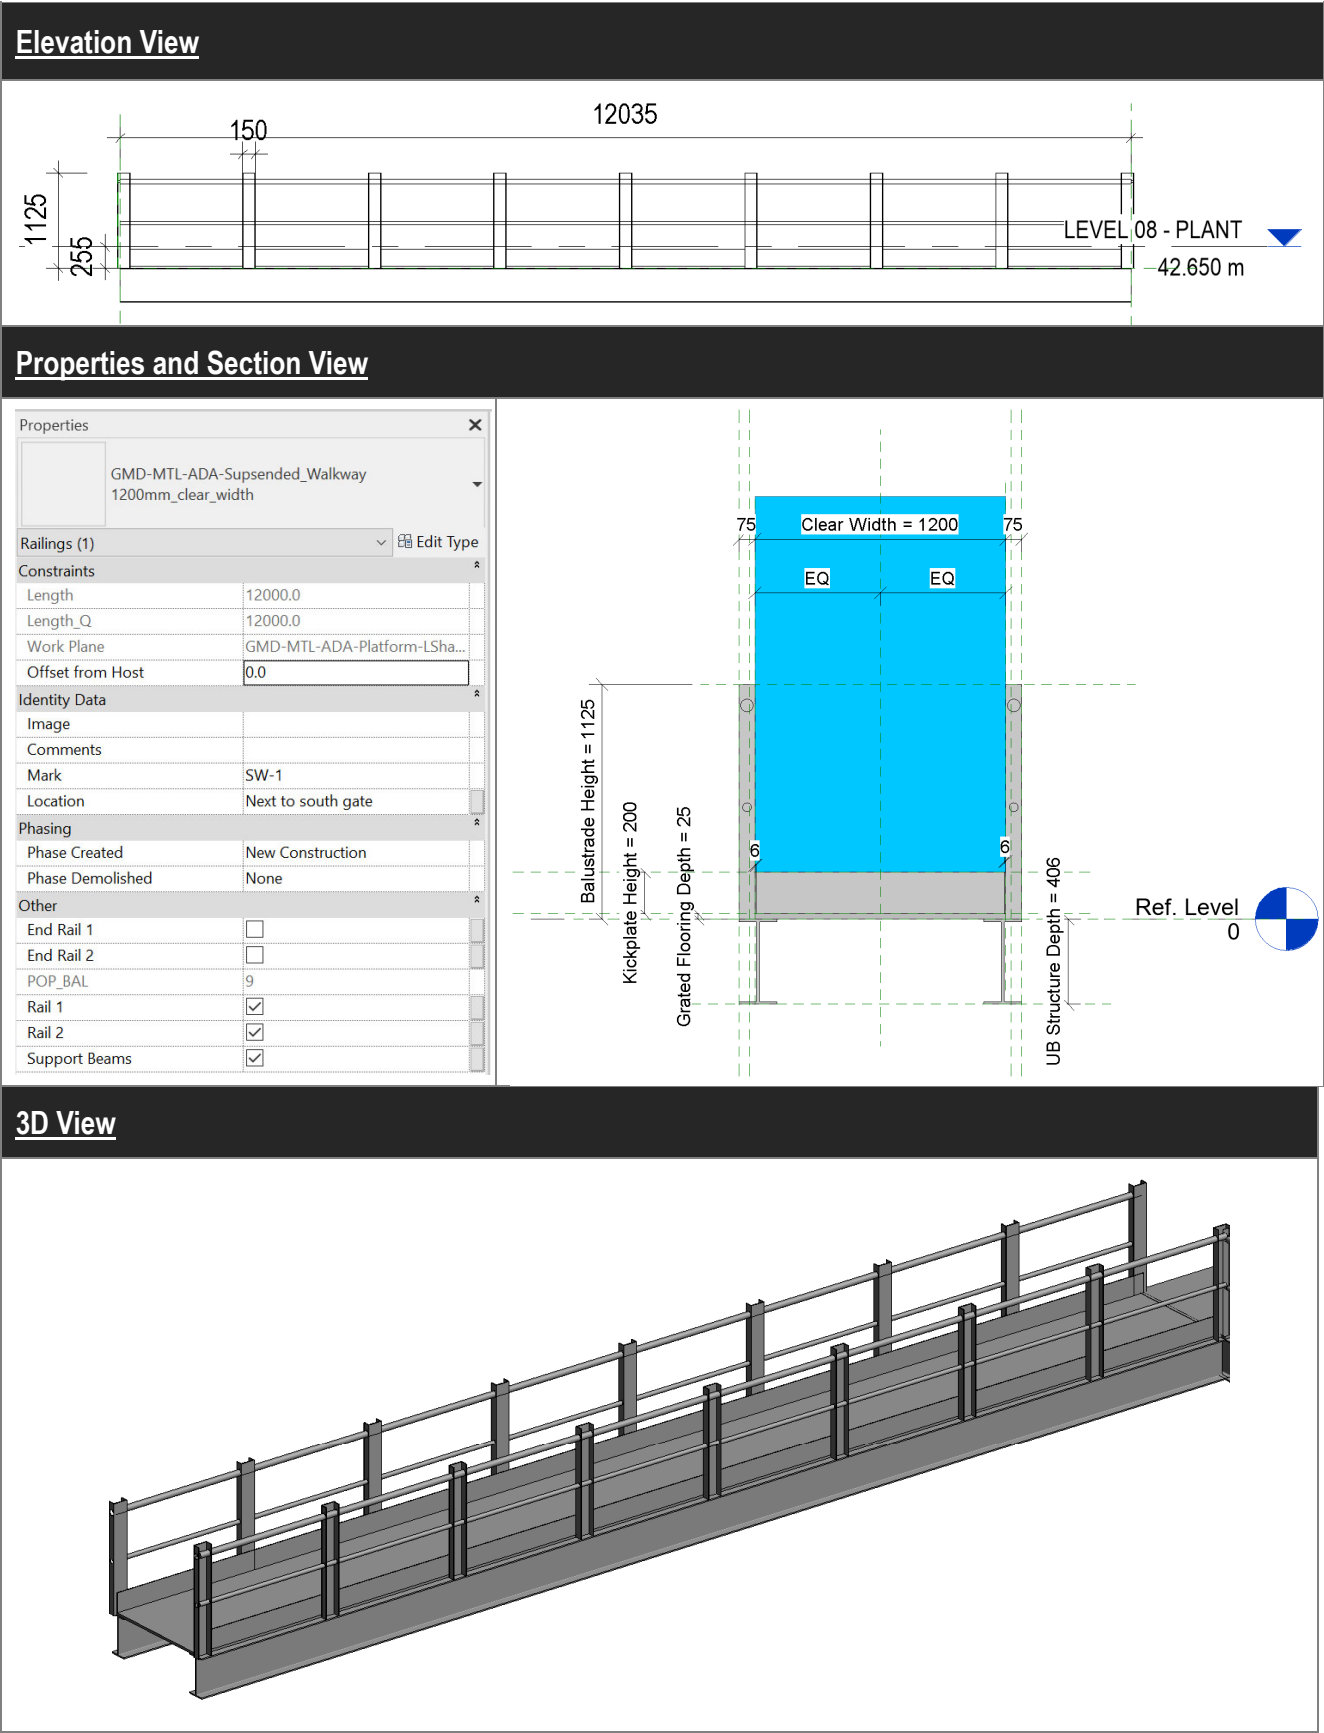 Elevation View
12035
150
1125
255
LEVEL 08 - PLANT
42.650 m
Properties and Section View
Properties
GMD-MTL-ADA-Supsended_Walkway
1200mm_clear_width
Railings (1)
Edit Type
Constraints
Length 12000.0
Length_Q 12000.0
Work Plane GMD-MTL-ADA-Platform-LSha...
Offset from Host 0.0
Identity Data
Image
Comments
Mark SW-1
Location Next to south gate
Phasing
Phase Created New Construction
Phase Demolished None
Other
End Rail 1
End Rail 2
POP_BAL 9
Rail 1
Rail 2
Support Beams
75 Clear Width = 1200 75
EQ EQ
Balustrade Height = 1125
Kickplate Height = 200
Grated Flooring Depth = 25
6 6
UB Structure Depth = 406
Ref. Level
0
3D View